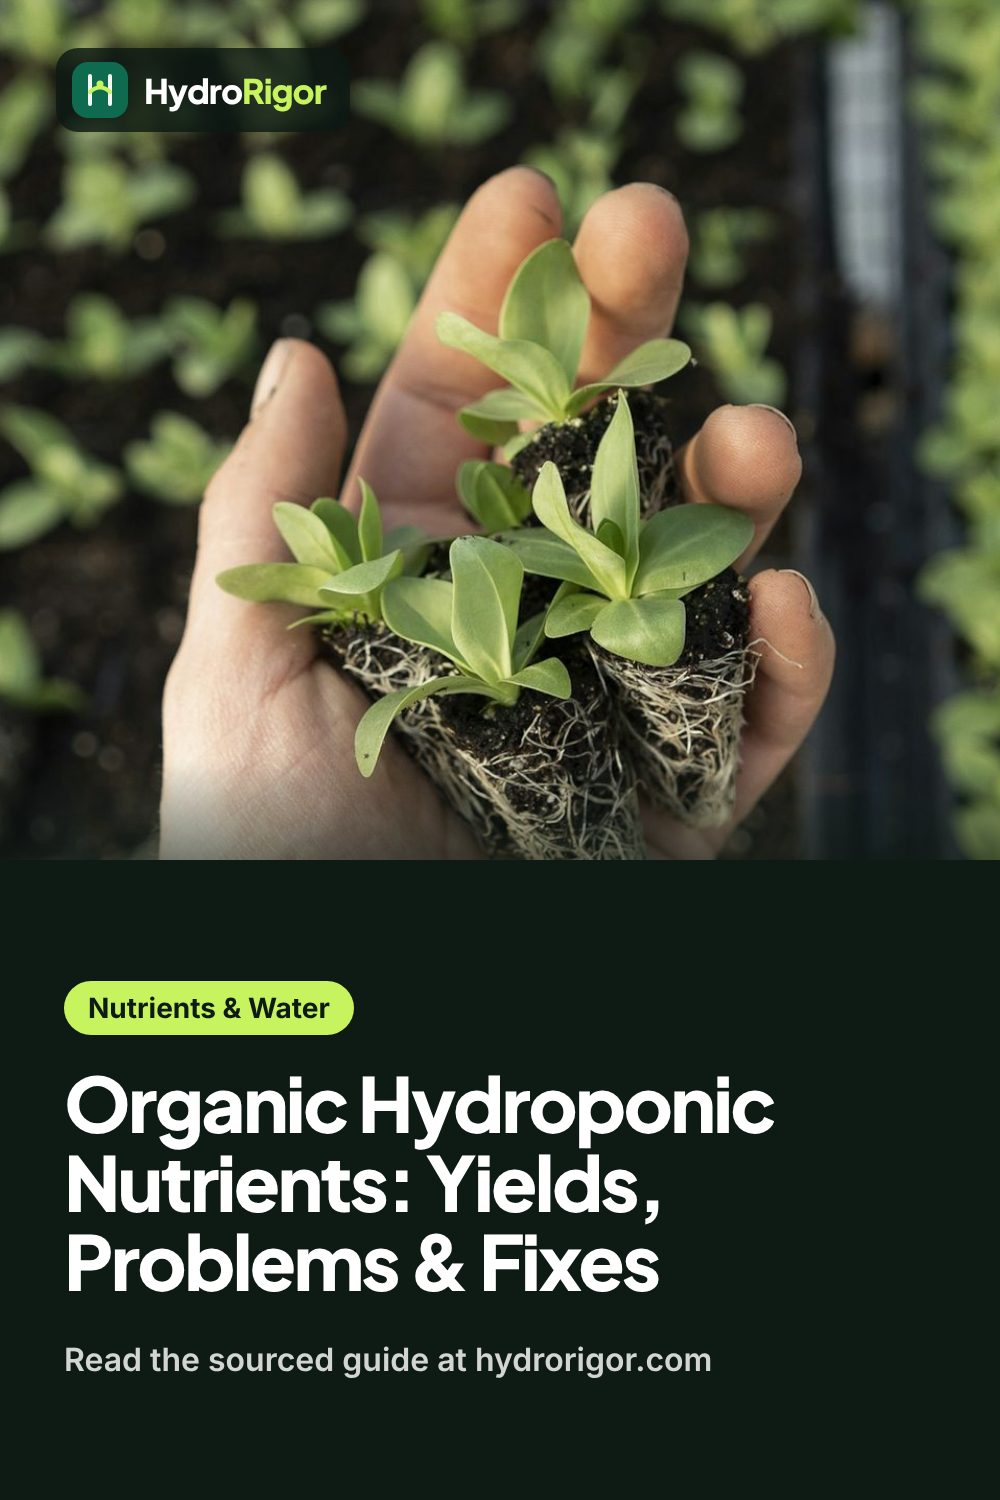 HydroRigor
Nutrients & Water
Organic Hydroponic
Nutrients: Yields,
Problems & Fixes
Read the sourced guide at hydrorigor.com